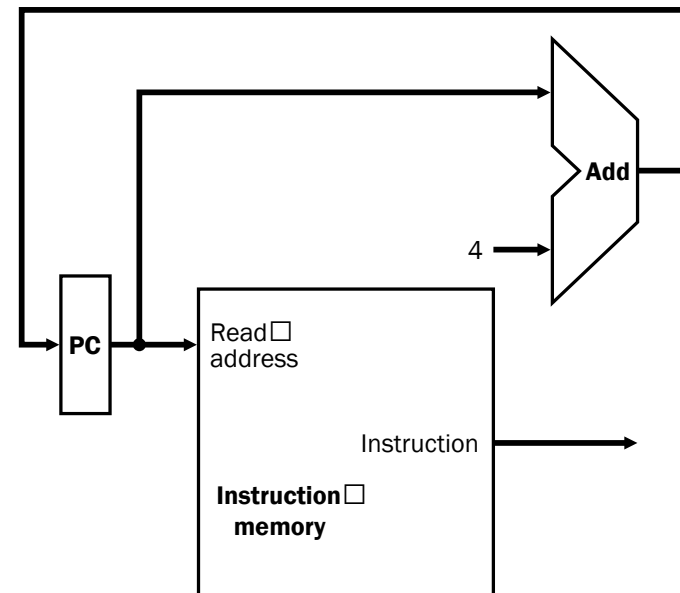 Add
4
PC
Read□
address
Instruction
Instruction□
memory